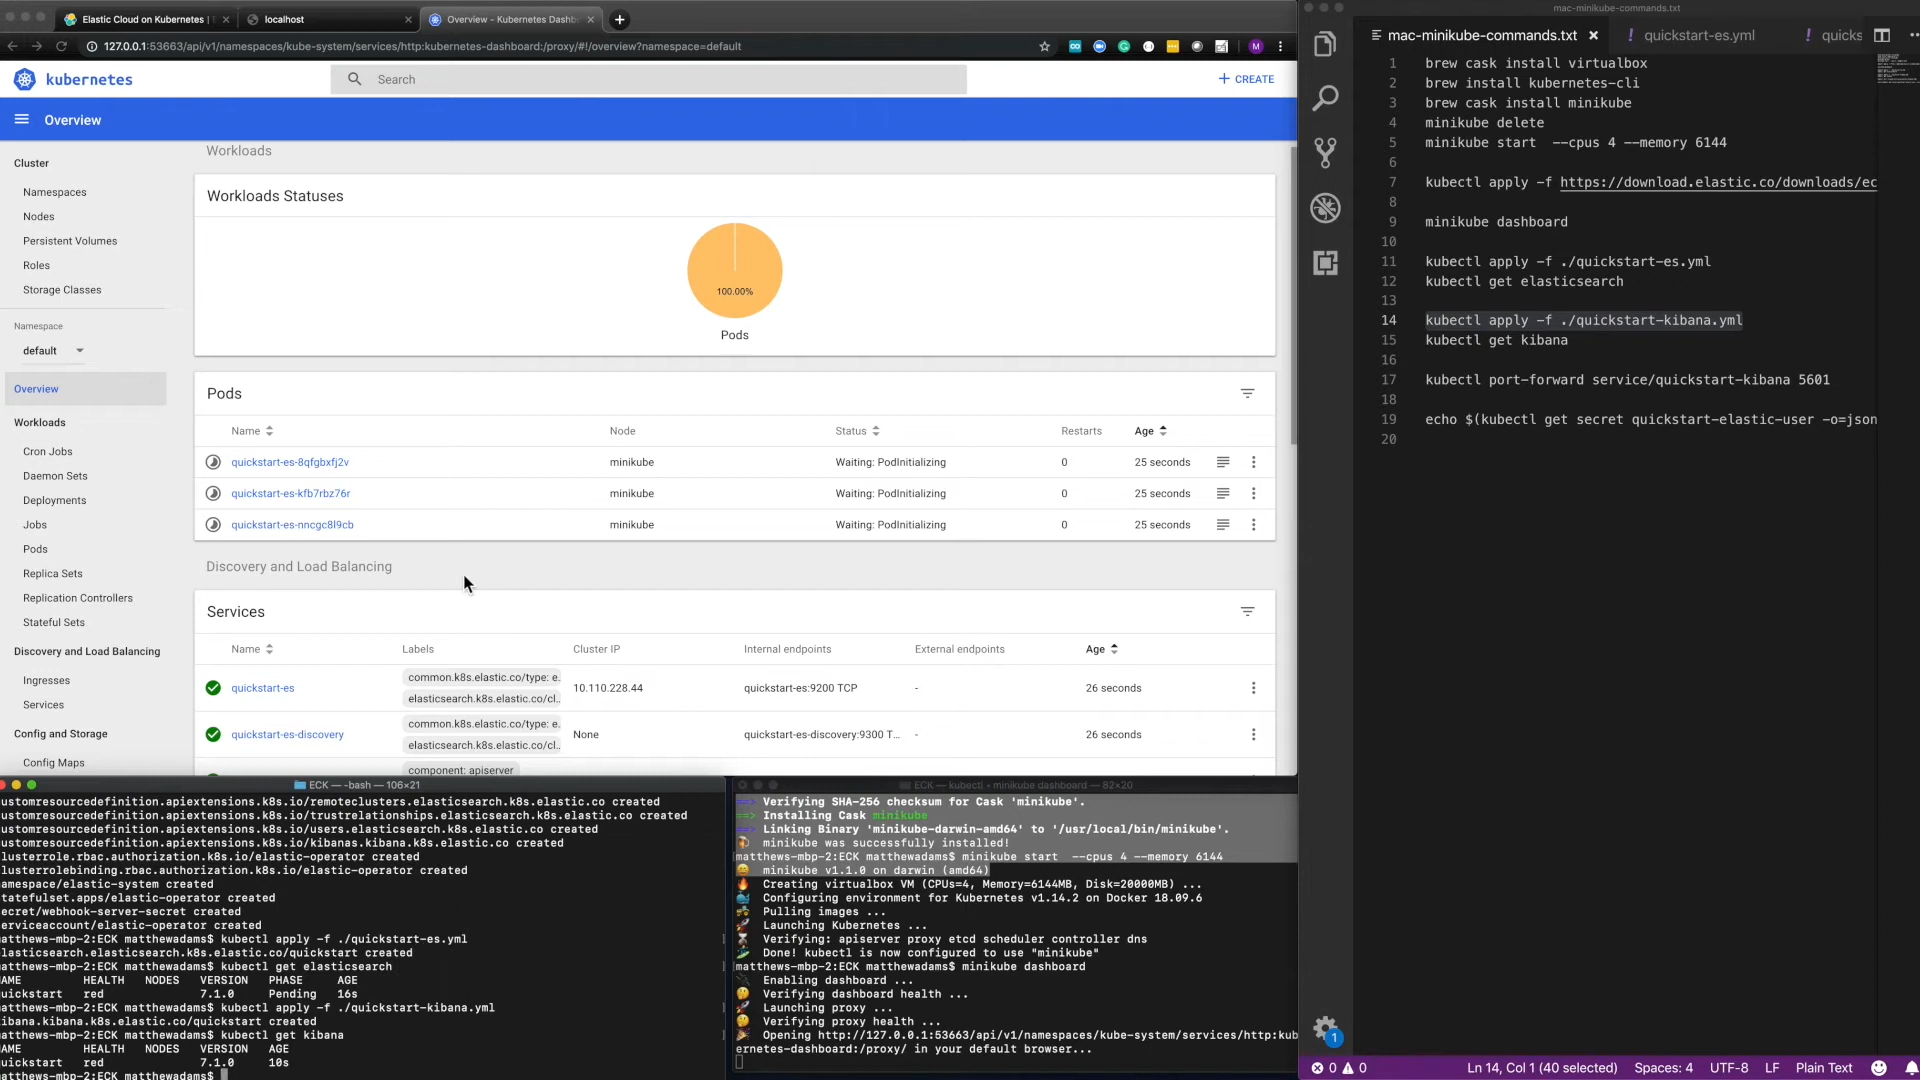 Elastic Cloud on Kubernetes |
localhost
Overview - Kubernetes Dashb
127.0.0.1:53663/api/v1/namespaces/kube-system/services/http:kubernetes-dashboard:/proxy/#!/overview?namespace=default
M
kubernetes
Search
+ CREATE
Overview
Cluster
Namespaces
Nodes
Persistent Volumes
Roles
Storage Classes
Namespace
default
Overview
Workloads
Cron Jobs
Daemon Sets
Deployments
Jobs
Pods
Replica Sets
Replication Controllers
Stateful Sets
Discovery and Load Balancing
Ingresses
Services
Config and Storage
Config Maps
Workloads
Workloads Statuses
100.00%
Pods
Pods
Name Node Status Restarts Age
quickstart-es-8qfgbxfj2v minikube Waiting: PodInitializing 0 25 seconds
quickstart-es-kfb7rbz76r minikube Waiting: PodInitializing 0 25 seconds
quickstart-es-nncgc8l9cb minikube Waiting: PodInitializing 0 25 seconds
Discovery and Load Balancing
Services
Name Labels Cluster IP Internal endpoints External endpoints Age
common.k8s.elastic.co/type: e.
quickstart-es 10.110.228.44 quickstart-es:9200 TCP - 26 seconds
elasticsearch.k8s.elastic.co/cl..
common.k8s.elastic.co/type: e.
quickstart-es-discovery None quickstart-es-discovery:9300 T... - 26 seconds
elasticsearch.k8s.elastic.co/cl..
component: apiserver
ECK — -bash — 106×21
ustomresourcedefinition.apiextensions.k8s.io/remoteclusters.elasticsearch.k8s.elastic.co created
ustomresourcedefinition.apiextensions.k8s.io/trustrelationships.elasticsearch.k8s.elastic.co created
ustomresourcedefinition.apiextensions.k8s.io/users.elasticsearch.k8s.elastic.co created
ustomresourcedefinition.apiextensions.k8s.io/kibanas.kibana.k8s.elastic.co created
lusterrole.rbac.authorization.k8s.io/elastic-operator created
lusterrolebinding.rbac.authorization.k8s.io/elastic-operator created
amespace/elastic-system created
tatefulset.apps/elastic-operator created
ecret/webhook-server-secret created
erviceaccount/elastic-operator created
atthews-mbp-2:ECK matthewadams$ kubectl apply -f ./quickstart-es.yml
lasticsearch.elasticsearch.k8s.elastic.co/quickstart created
atthews-mbp-2:ECK matthewadams$ kubectl get elasticsearch
AME HEALTH NODES VERSION PHASE AGE
uickstart red 7.1.0 Pending 16s
atthews-mbp-2:ECK matthewadams$ kubectl apply -f ./quickstart-kibana.yml
ibana.kibana.k8s.elastic.co/quickstart created
atthews-mbp-2:ECK matthewadams$ kubectl get kibana
AME HEALTH NODES VERSION AGE
uickstart red 7.1.0 10s
atthews-mbp-2:ECK matthewadams$
ECK — kubectl • minikube dashboard — 82×20
==> Verifying SHA-256 checksum for Cask 'minikube'.
==> Installing Cask minikube
==> Linking Binary 'minikube-darwin-amd64' to '/usr/local/bin/minikube'.
🍺 minikube was successfully installed!
matthews-mbp-2:ECK matthewadams$ minikube start --cpus 4 --memory 6144
minikube v1.1.0 on darwin (amd64)
Creating virtualbox VM (CPUs=4, Memory=6144MB, Disk=20000MB) ...
Configuring environment for Kubernetes v1.14.2 on Docker 18.09.6
Pulling images ...
Launching Kubernetes ...
Verifying: apiserver proxy etcd scheduler controller dns
Done! kubectl is now configured to use "minikube"
matthews-mbp-2:ECK matthewadams$ minikube dashboard
Enabling dashboard ...
Verifying dashboard health ...
Launching proxy ...
Verifying proxy health ...
Opening http://127.0.0.1:53663/api/v1/namespaces/kube-system/services/http:kub
ernetes-dashboard:/proxy/ in your default browser...
mac-minikube-commands.txt
mac-minikube-commands.txt × ! quickstart-es.yml ! quicks
1 brew cask install virtualbox
2 brew install kubernetes-cli
3 brew cask install minikube
4 minikube delete
5 minikube start --cpus 4 --memory 6144
6
7 kubectl apply -f https://download.elastic.co/downloads/ec
8
9 minikube dashboard
10
11 kubectl apply -f ./quickstart-es.yml
12 kubectl get elasticsearch
13
14 kubectl apply -f ./quickstart-kibana.yml
15 kubectl get kibana
16
17 kubectl port-forward service/quickstart-kibana 5601
18
19 echo $(kubectl get secret quickstart-elastic-user -o=json
20
1
0 0 Ln 14, Col 1 (40 selected) Spaces: 4 UTF-8 LF Plain Text